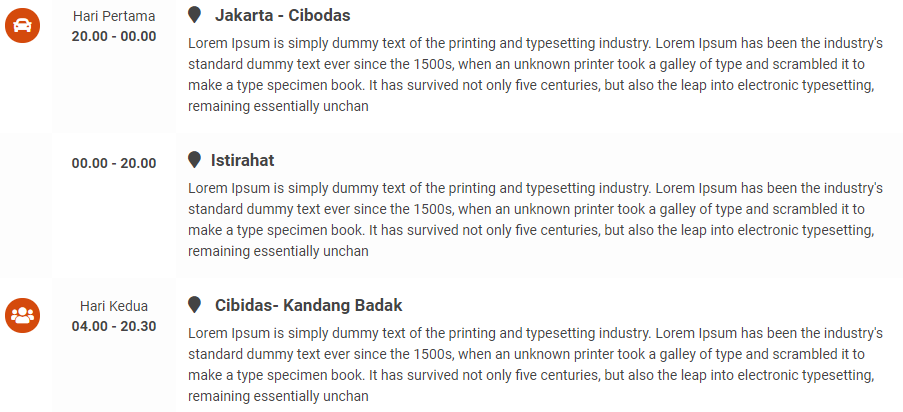 Hari Pertama
20.00 - 00.00
Jakarta - Cibodas
Lorem Ipsum is simply dummy text of the printing and typesetting industry. Lorem Ipsum has been the industry's
standard dummy text ever since the 1500s, when an unknown printer took a galley of type and scrambled it to
make a type specimen book. It has survived not only five centuries, but also the leap into electronic typesetting,
remaining essentially unchan
00.00 - 20.00
Istirahat
Lorem Ipsum is simply dummy text of the printing and typesetting industry. Lorem Ipsum has been the industry's
standard dummy text ever since the 1500s, when an unknown printer took a galley of type and scrambled it to
make a type specimen book. It has survived not only five centuries, but also the leap into electronic typesetting,
remaining essentially unchan
Hari Kedua
04.00 - 20.30
Cibidas- Kandang Badak
Lorem Ipsum is simply dummy text of the printing and typesetting industry. Lorem Ipsum has been the industry's
standard dummy text ever since the 1500s, when an unknown printer took a galley of type and scrambled it to
make a type specimen book. It has survived not only five centuries, but also the leap into electronic typesetting,
remaining essentially unchan